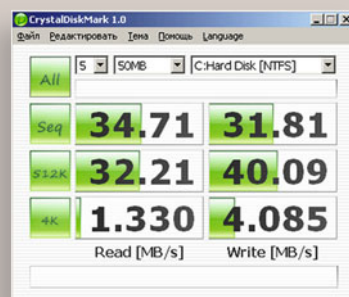 CrystalDiskMark 1.0
Файл Редактировать Тема Помощь Language
All 5 50MB C:Hard Disk [NTFS]
Seq 34.71 31.81
512K 32.21 40.09
4K 1.330 4.085
Read [MB/s] Write [MB/s]